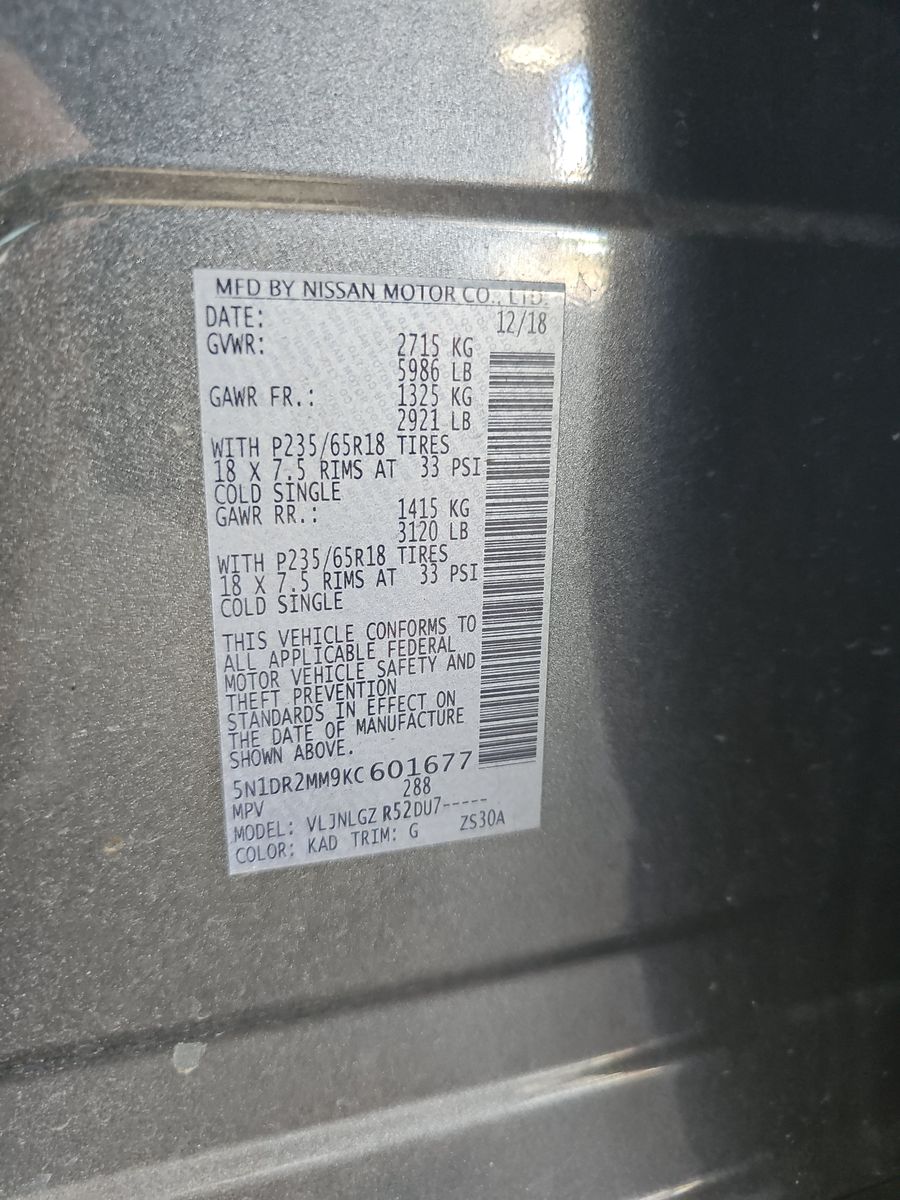 MFD BY NISSAN MOTOR CO., LTD.
DATE: 12/18
GVWR: 2715 KG
5986 LB
GAWR FR.: 1325 KG
2921 LB
WITH P235/65R18 TIRES
18 X 7.5 RIMS AT 33 PSI
COLD SINGLE
GAWR RR.: 1415 KG
3120 LB
WITH P235/65R18 TIRES
18 X 7.5 RIMS AT 33 PSI
COLD SINGLE
THIS VEHICLE CONFORMS TO
ALL APPLICABLE FEDERAL
MOTOR VEHICLE SAFETY AND
THEFT PREVENTION
STANDARDS IN EFFECT ON
THE DATE OF MANUFACTURE
SHOWN ABOVE.
5N1DR2MM9KC601677
MPV 288
MODEL: VLJNLGZ R52DU7-----
COLOR: KAD TRIM: G ZS30A